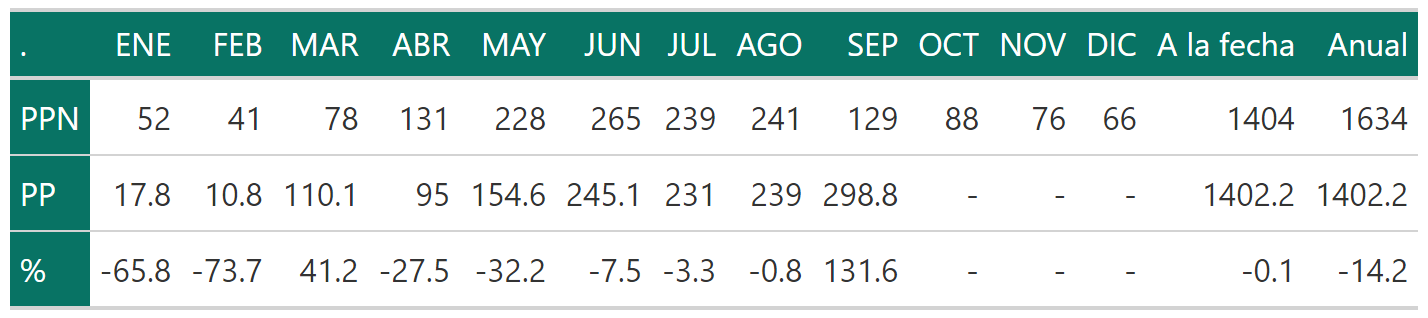 . ENE FEB MAR ABR MAY JUN JUL AGO SEP OCT NOV DIC A la fecha Anual
PPN 52 41 78 131 228 265 239 241 129 88 76 66 1404 1634
PP 17.8 10.8 110.1 95 154.6 245.1 231 239 298.8 - - - 1402.2 1402.2
% -65.8 -73.7 41.2 -27.5 -32.2 -7.5 -3.3 -0.8 131.6 - - - -0.1 -14.2